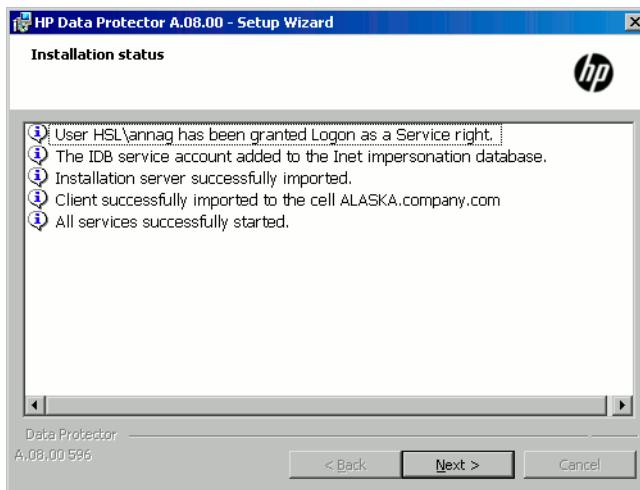 HP Data Protector A.08.00 - Setup Wizard
Installation status
hp
User HSL\annag has been granted Logon as a Service right.
The IDB service account added to the Inet impersonation database.
Installation server successfully imported.
Client successfully imported to the cell ALASKA.company.com
All services successfully started.
Data Protector
A.08.00 596
< Back
Next >
Cancel